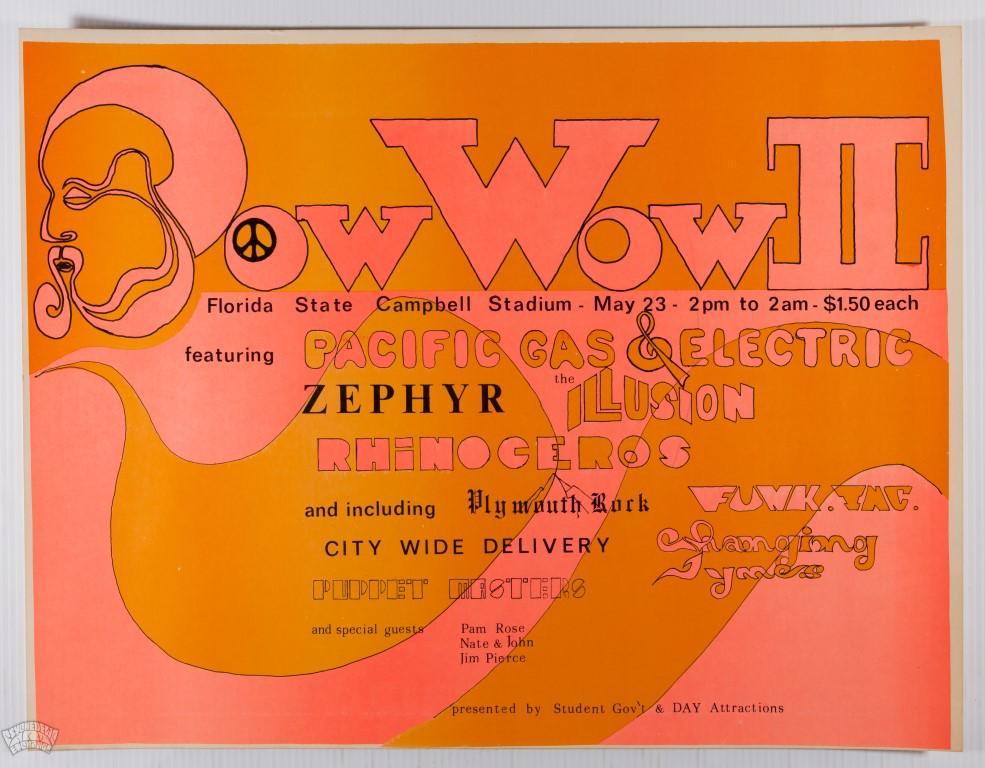 Pow Wow II
Florida State Campbell Stadium - May 23 - 2pm to 2am - $1.50 each
featuring PACIFIC GAS & ELECTRIC
ZEPHYR the ILLUSION
RHINOCEROS
and including Plymouth Rock FUNK. INC.
CITY WIDE DELIVERY Changing Tymes
PUPPET MASTERS
and special guests Pam Rose
Nate & John
Jim Pierce
presented by Student Gov't & DAY Attractions